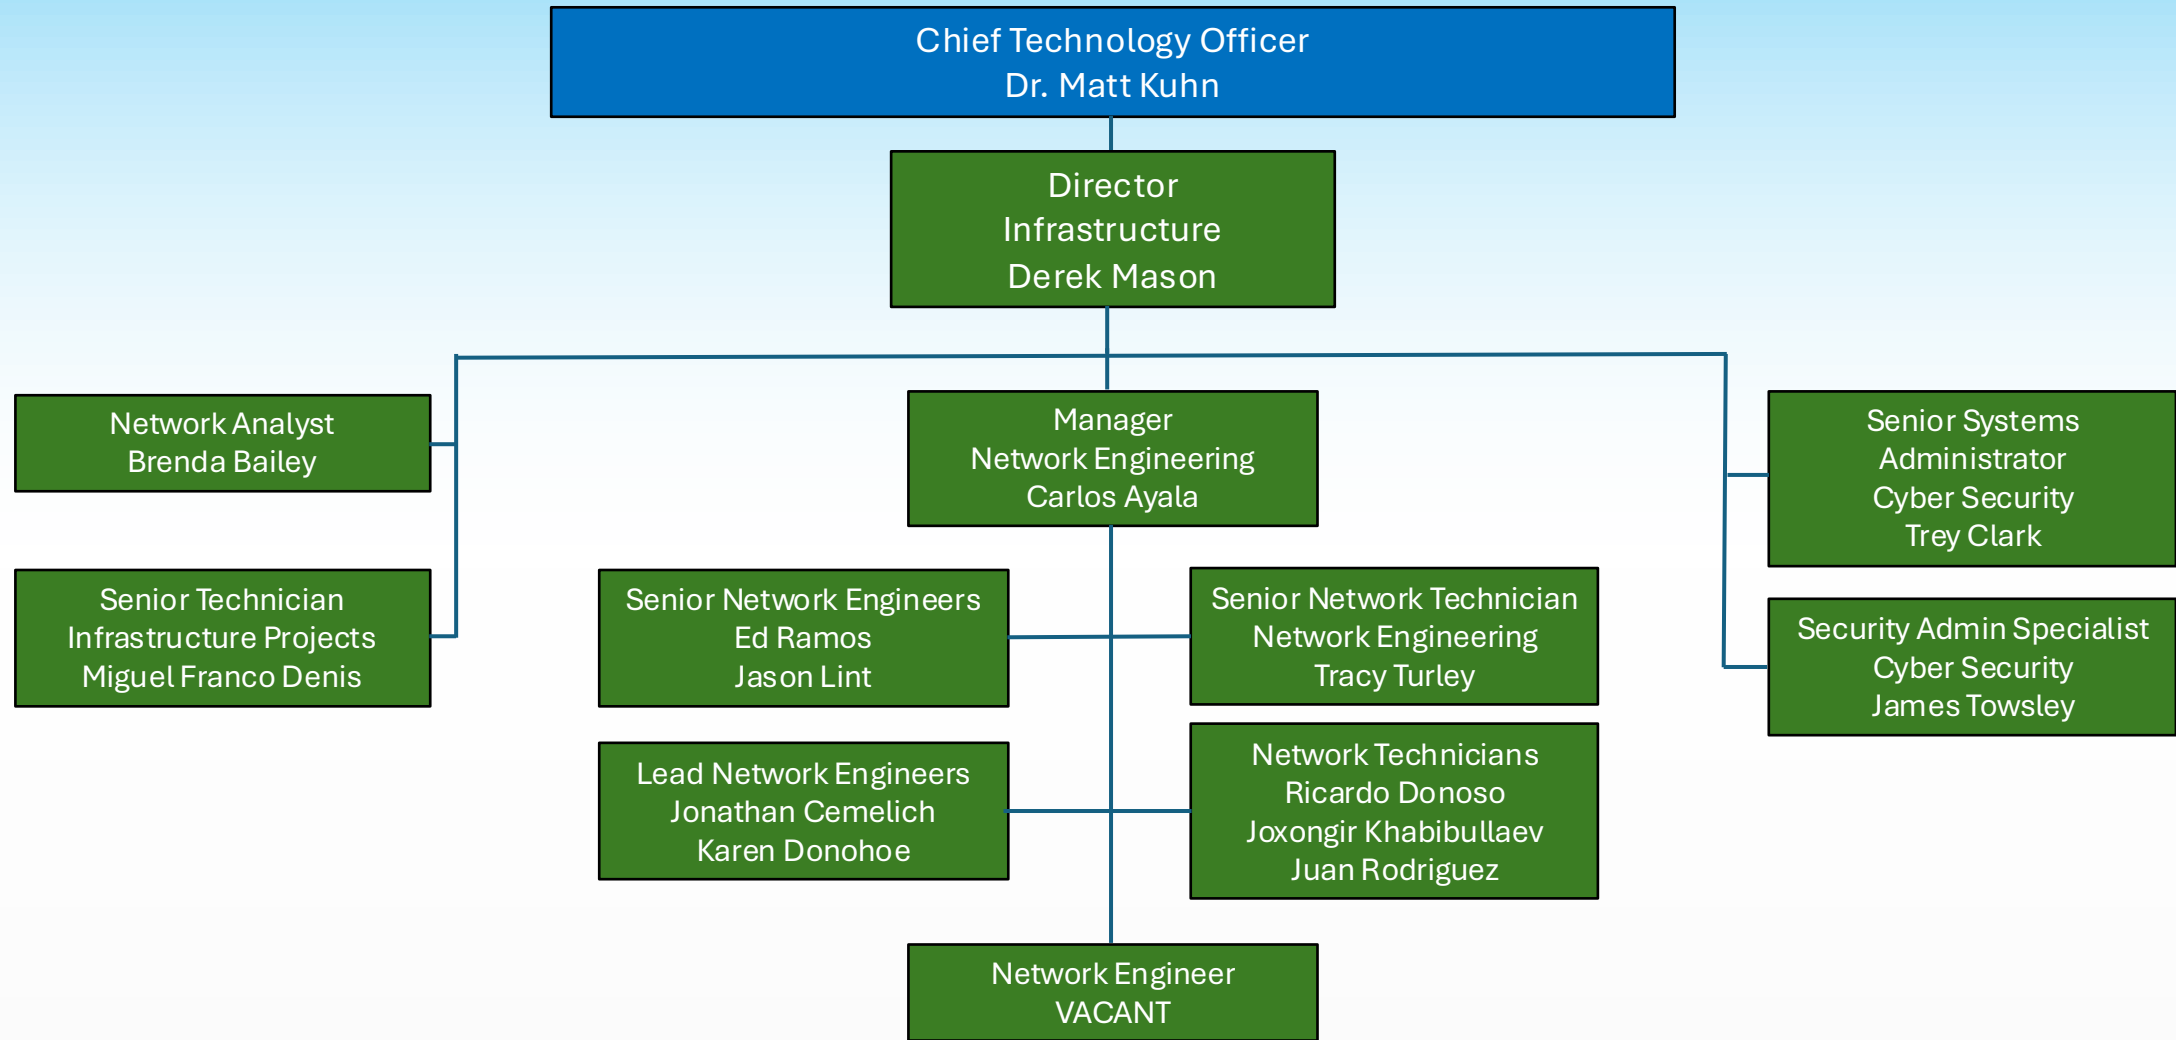 Chief Technology Officer
Dr. Matt Kuhn
Director
Infrastructure
Derek Mason
Network Analyst
Brenda Bailey
Senior Technician
Infrastructure Projects
Miguel Franco Denis
Manager
Network Engineering
Carlos Ayala
Senior Network Engineers
Ed Ramos
Jason Lint
Senior Network Technician
Network Engineering
Tracy Turley
Lead Network Engineers
Jonathan Cemelich
Karen Donohoe
Network Technicians
Ricardo Donoso
Joxongir Khabibullaev
Juan Rodriguez
Network Engineer
VACANT
Senior Systems
Administrator
Cyber Security
Trey Clark
Security Admin Specialist
Cyber Security
James Towsley